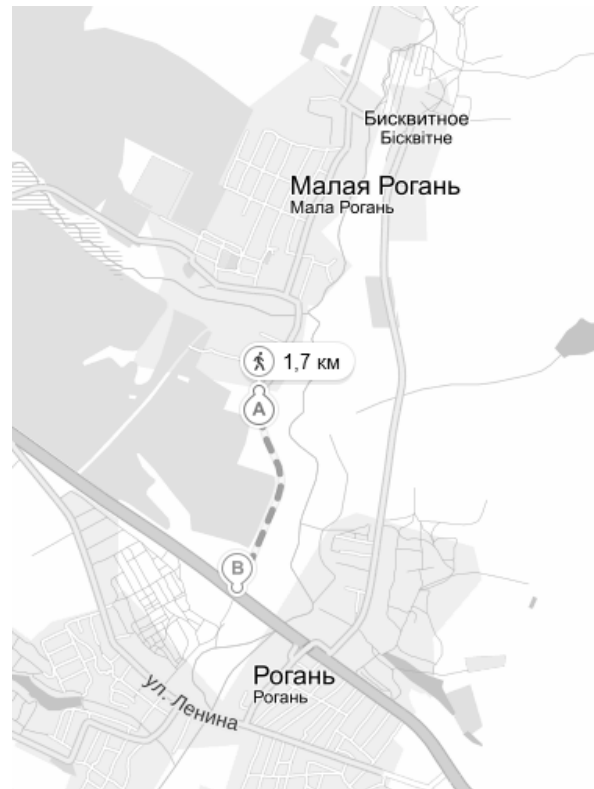 Бисквитное
Бісквітне
Малая Рогань
Мала Рогань
1,7 км
A
B
Рогань
Рогань
ул. Ленина